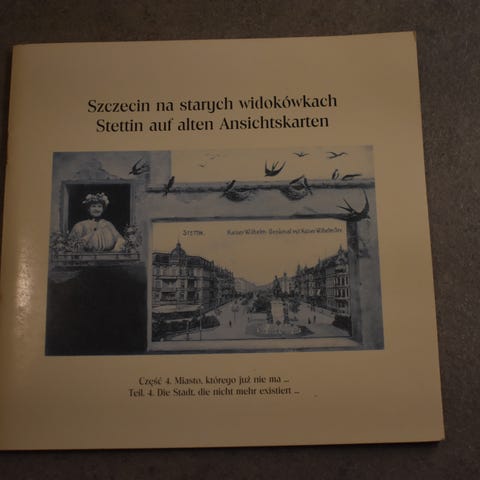 Szczecin na starych widokówkach
Stettin auf alten Ansichtskarten
STETTIN.
Kaiser Wilhelm-Denkmal mit Kaiser Wilhelmstr.
Część 4. Miasto, którego już nie ma ...
Teil. 4. Die Stadt, die nicht mehr existiert ...